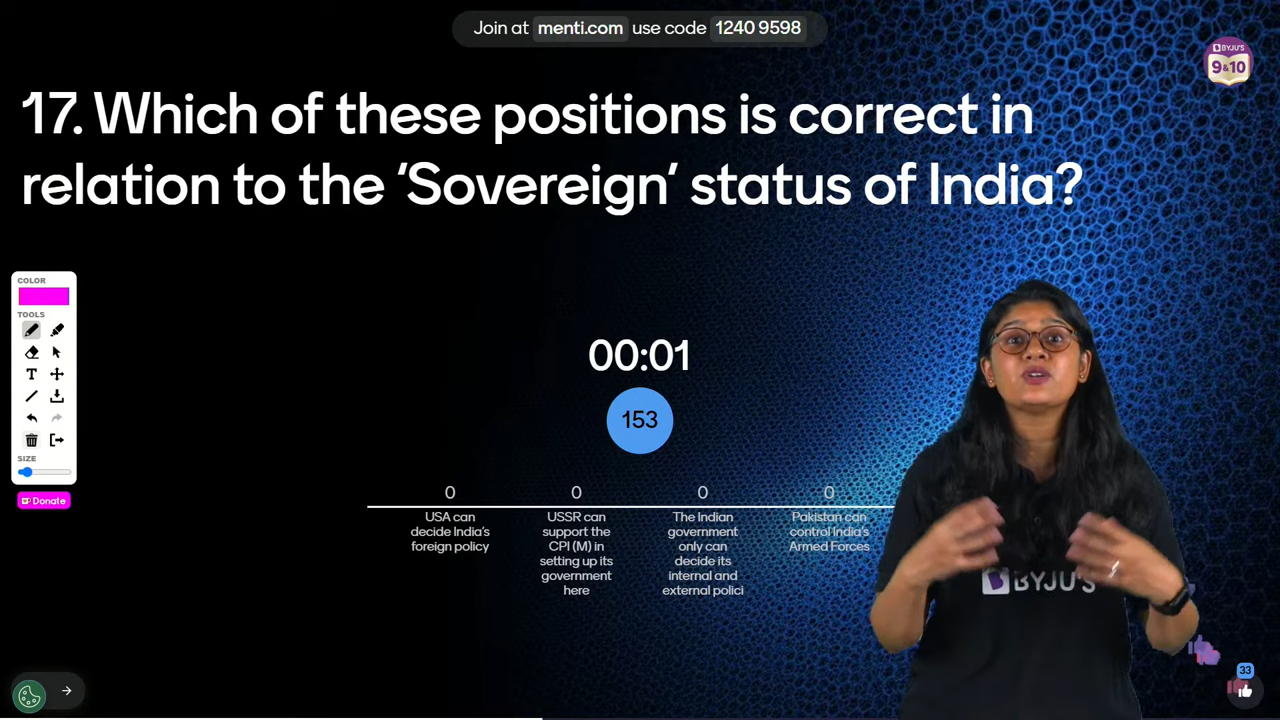 Join at menti.com use code 1240 9598
BYJU'S
9&10
17. Which of these positions is correct in
relation to the ‘Sovereign’ status of India?
COLOR
TOOLS
T
SIZE
Donate
00:01
153
0
USA can
decide India's
foreign policy
0
USSR can
support the
CPI (M) in
setting up its
government
here
0
The Indian
government
only can
decide its
internal and
external polici
0
Pakistan can
control India's
Armed Forces
BYJU'S
33